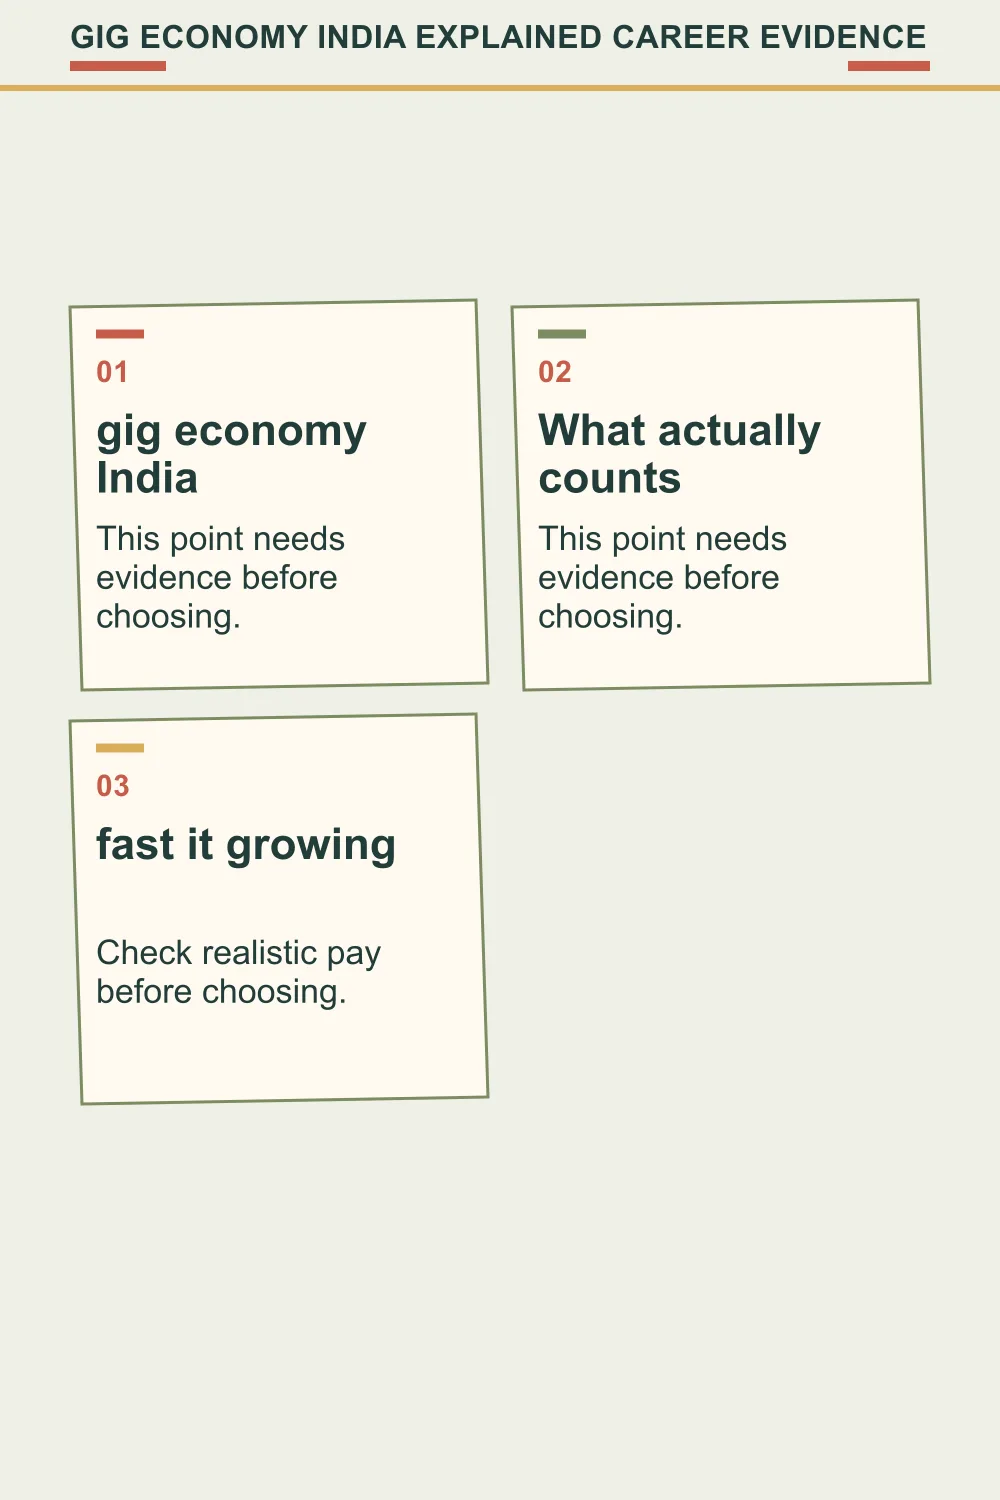 GIG ECONOMY INDIA EXPLAINED CAREER EVIDENCE
01
gig economy
India
This point needs
evidence before
choosing.
02
What actually
counts
This point needs
evidence before
choosing.
03
fast it growing
Check realistic pay
before choosing.